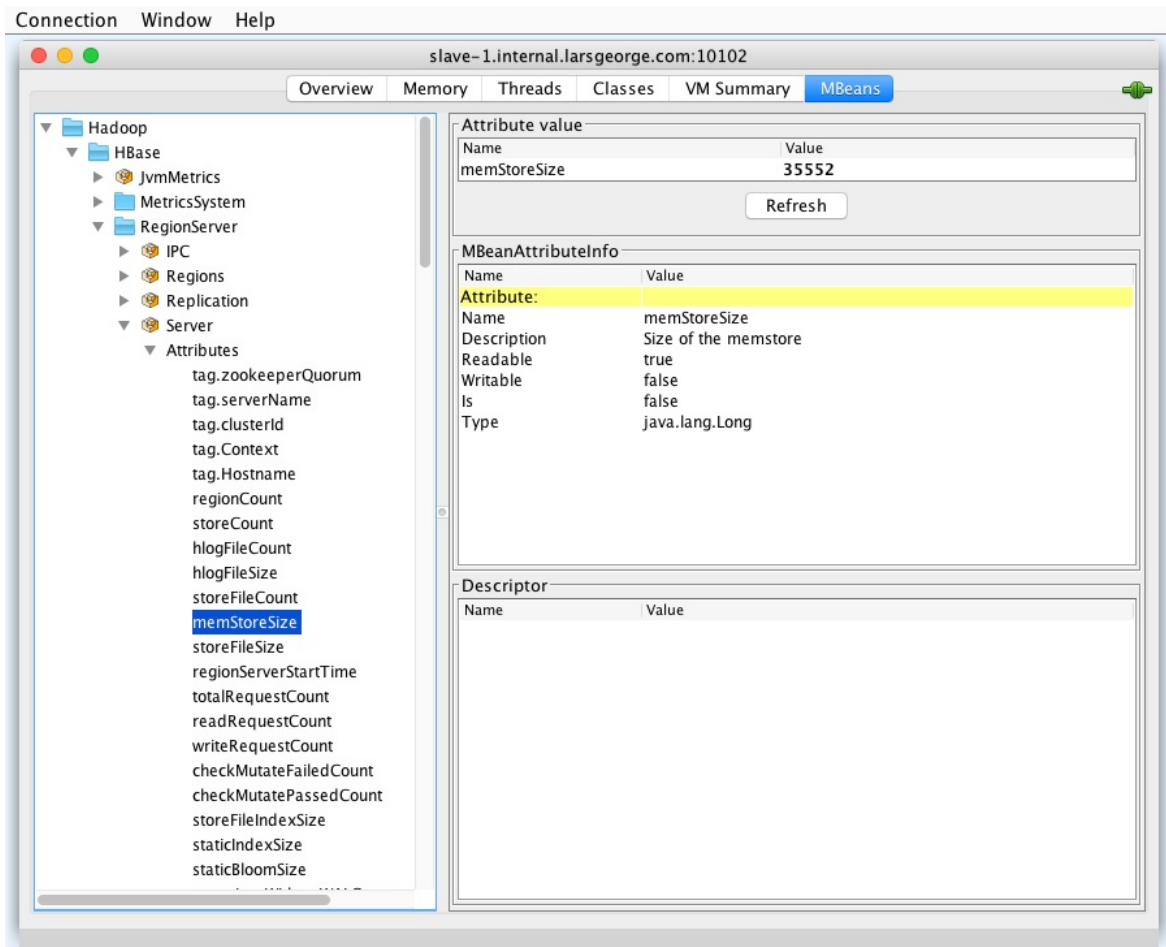 Connection Window Help
slave-1.internal.larsgeorge.com:10102
Overview Memory Threads Classes VM Summary MBeans
Hadoop
HBase
JvmMetrics
MetricsSystem
RegionServer
IPC
Regions
Replication
Server
Attributes
tag.zookeeperQuorum
tag.serverName
tag.clusterId
tag.Context
tag.Hostname
regionCount
storeCount
hlogFileCount
hlogFileSize
storeFileCount
memStoreSize
storeFileSize
regionServerStartTime
totalRequestCount
readRequestCount
writeRequestCount
checkMutateFailedCount
checkMutatePassedCount
storeFileIndexSize
staticIndexSize
staticBloomSize
Attribute value
Name Value
memStoreSize 35552
Refresh
MBeanAttributeInfo
Name Value
Attribute:
Name memStoreSize
Description Size of the memstore
Readable true
Writable false
Is false
Type java.lang.Long
Descriptor
Name Value